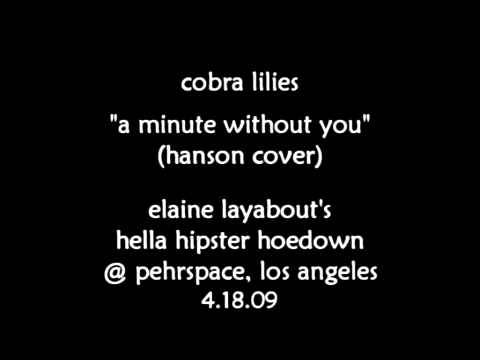 cobra lilies
"a minute without you"
(hanson cover)
elaine layabout's
hella hipster hoedown
@ pehrspace, los angeles
4.18.09